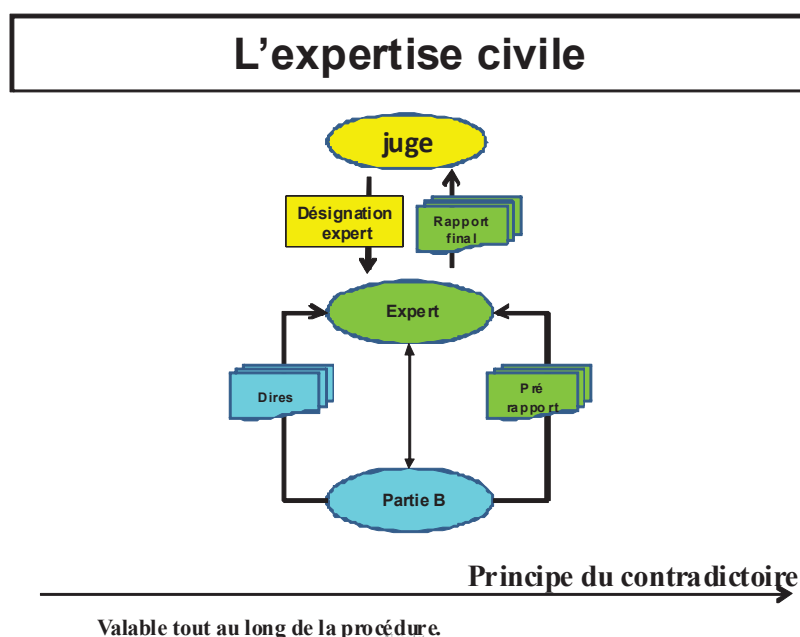 L’expertise civile
juge
Désignation
expert
Rapport
final
Expert
Dires
Pré
rapport
Partie B
Principe du contradictoire
Valable tout au long de la procédure.